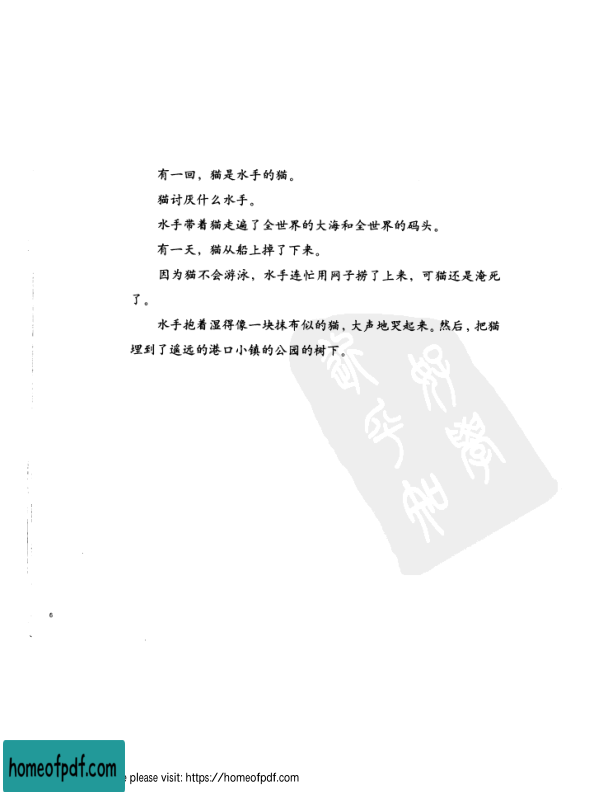 有一回，猫是水手的猫。
猫讨厌什么水手。
水手带着猫走遍了全世界的大海和全世界的码头。
有一天，猫从船上掉了下来。
因为猫不会游泳，水手连忙用网子捞了上来，可猫还是淹死
了。
水手抱着湿得像一块抹布似的猫，大声地哭起来。然后，把猫
埋到了遥远的港口小镇的公园的树下。
好学
求知
6
homeofpdf.com
e please visit: https://homeofpdf.com